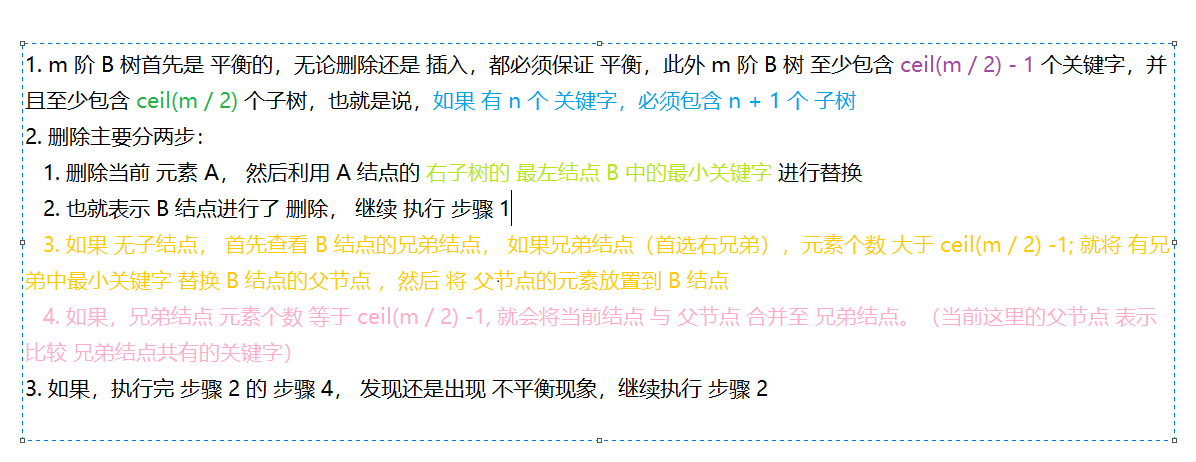 1. m 阶 B 树首先是 平衡的，无论删除还是 插入，都必须保证 平衡，此外 m 阶 B 树 至少包含 ceil(m / 2) - 1 个关键字，并
且至少包含 ceil(m / 2) 个子树，也就是说，如果 有 n 个 关键字，必须包含 n + 1 个 子树
2. 删除主要分两步：
1. 删除当前 元素 A， 然后利用 A 结点的 右子树的 最左结点 B 中的最小关键字 进行替换
2. 也就表示 B 结点进行了 删除， 继续 执行 步骤 1
3. 如果 无子结点， 首先查看 B 结点的兄弟结点， 如果兄弟结点（首选右兄弟），元素个数 大于 ceil(m / 2) -1; 就将 有兄
弟中最小关键字 替换 B 结点的父节点 ，然后 将 父节点的元素放置到 B 结点
4. 如果，兄弟结点 元素个数 等于 ceil(m / 2) -1, 就会将当前结点 与 父节点 合并至 兄弟结点。（当前这里的父节点 表示
比较 兄弟结点共有的关键字）
3. 如果，执行完 步骤 2 的 步骤 4， 发现还是出现 不平衡现象，继续执行 步骤 2